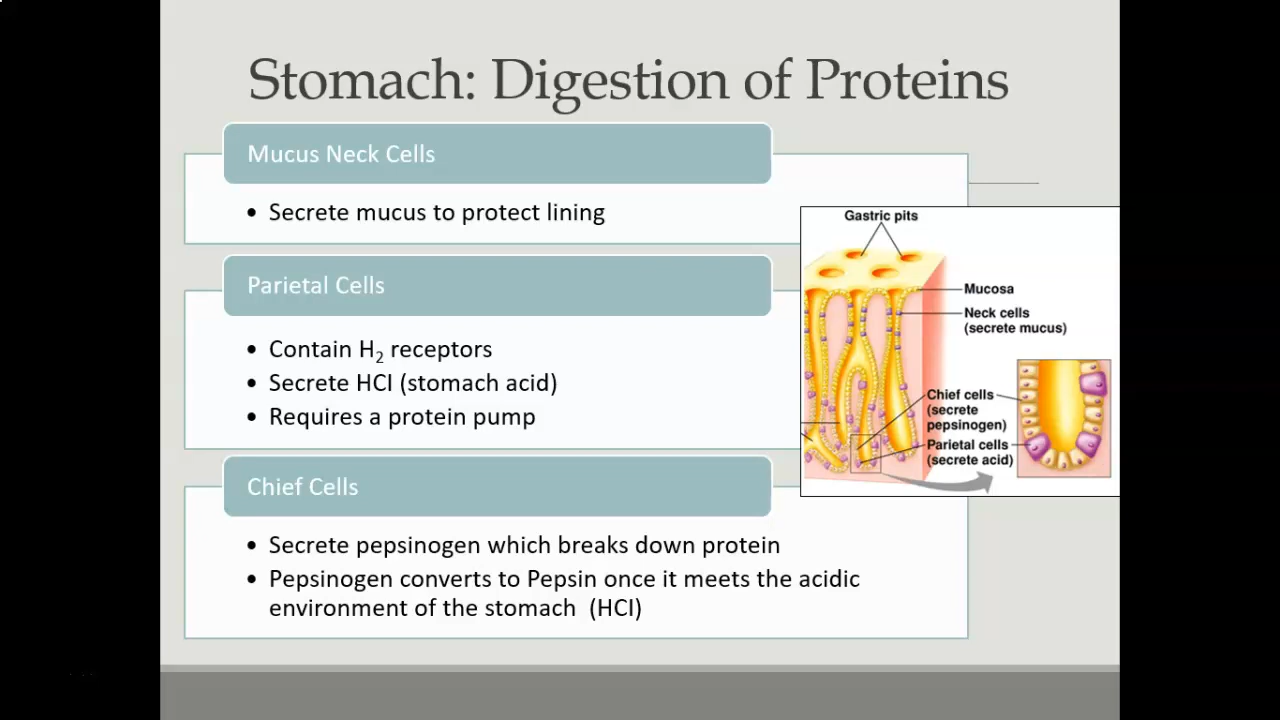 Stomach: Digestion of Proteins
Mucus Neck Cells
• Secrete mucus to protect lining
Parietal Cells
• Contain H₂ receptors
• Secrete HCI (stomach acid)
• Requires a protein pump
Chief Cells
• Secrete pepsinogen which breaks down protein
• Pepsinogen converts to Pepsin once it meets the acidic
environment of the stomach (HCI)
Gastric pits
Mucosa
Neck cells
(secrete mucus)
Chief cells
(secrete
pepsinogen)
Parietal cells
(secrete acid)